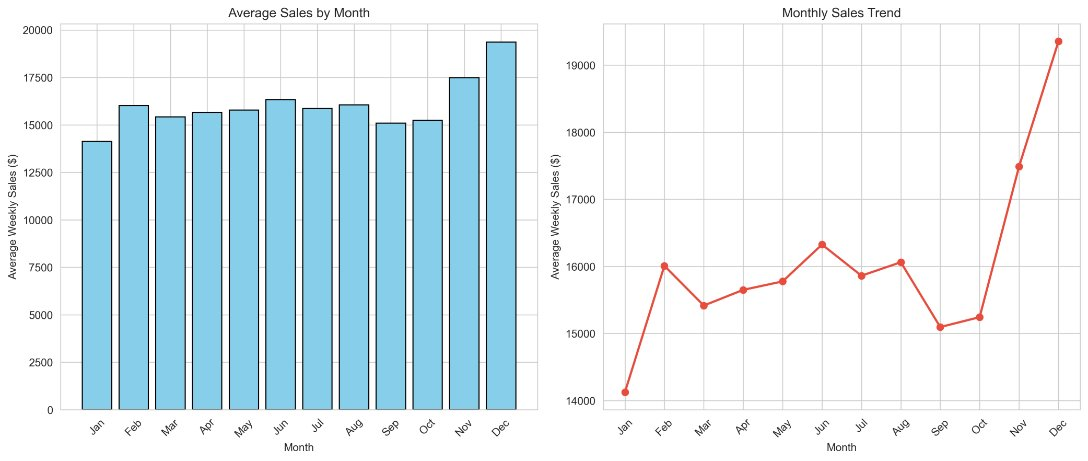 Average Sales by Month
Average Weekly Sales ($)
20000
17500
15000
12500
10000
7500
5000
2500
0
Jan
Feb
Mar
Apr
May
Jun
Jul
Aug
Sep
Oct
Nov
Dec
Month
Monthly Sales Trend
Average Weekly Sales ($)
19000
18000
17000
16000
15000
14000
Jan
Feb
Mar
Apr
May
Jun
Jul
Aug
Sep
Oct
Nov
Dec
Month